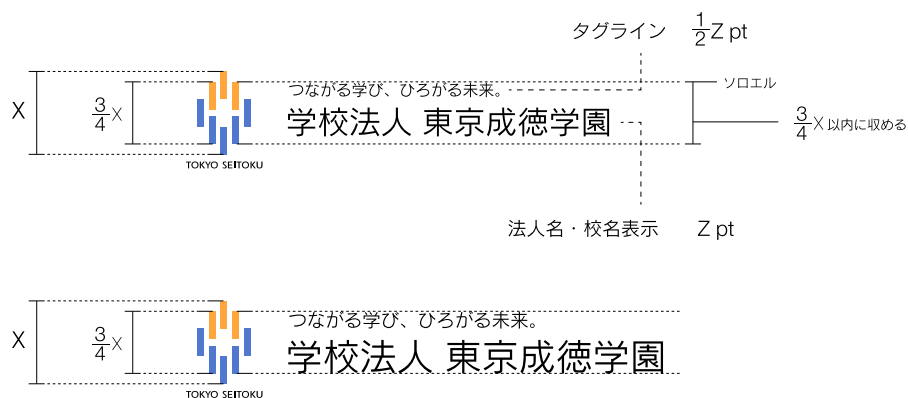 タグライン 1/2 Z pt
X
3/4 X
つながる学び、ひろがる未来。
学校法人 東京成徳学園
TOKYO SEITOKU
ソロエル
3/4 X 以内に収める
法人名・校名表示 Z pt
X
3/4 X
つながる学び、ひろがる未来。
学校法人 東京成徳学園
TOKYO SEITOKU